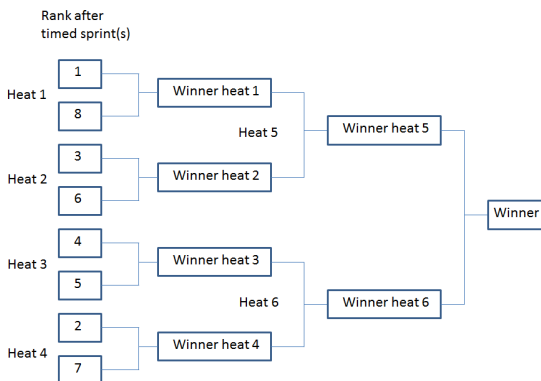 Rank after
timed sprint(s)
1
Heat 1
Winner heat 1
8
Heat 5
Winner heat 5
3
Heat 2
Winner heat 2
6
Winner
4
Heat 3
Winner heat 3
5
Heat 6
Winner heat 6
2
Heat 4
Winner heat 4
7